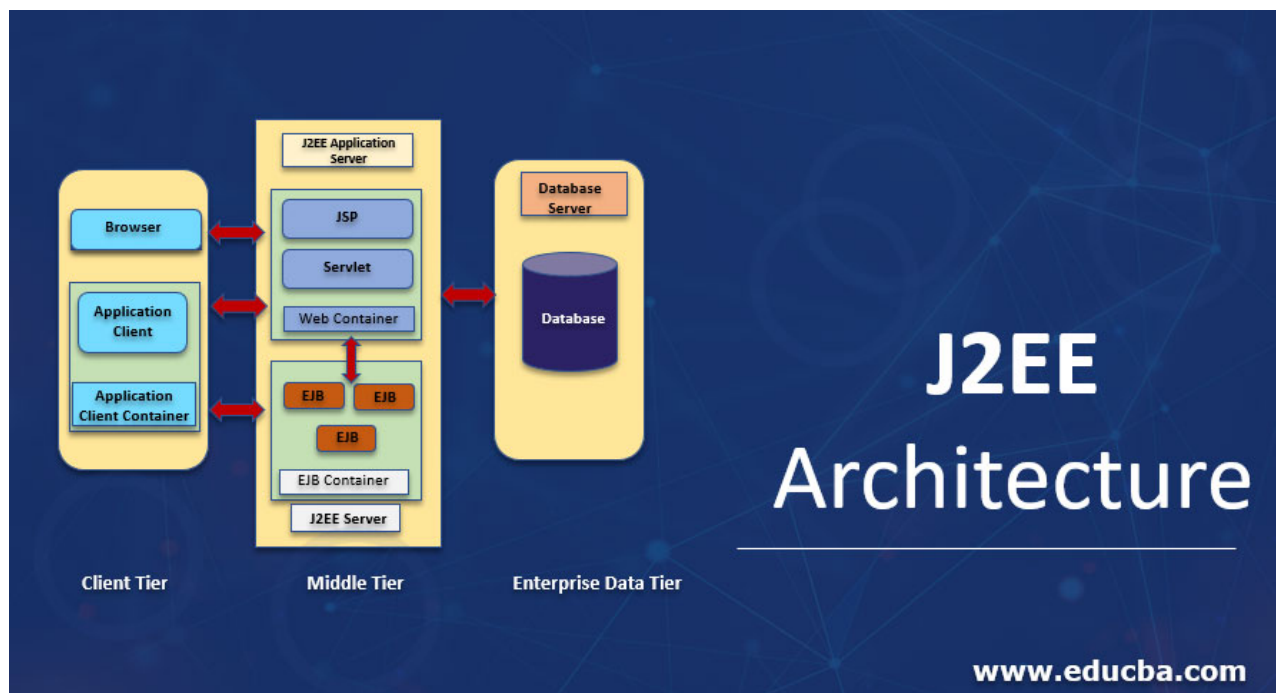 J2EE Application
Server
Browser
Application
Client
Application
Client Container
JSP
Servlet
Web Container
EJB
EJB
EJB
EJB Container
J2EE Server
Database
Server
Database
Client Tier
Middle Tier
Enterprise Data Tier
J2EE
Architecture
www.educba.com